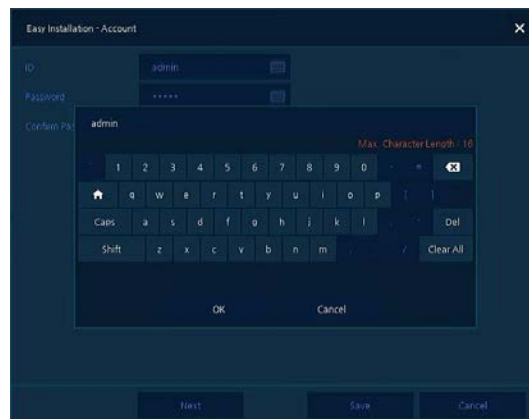 Easy Installation - Account
ID admin
Password •••••
Confirm Pas
admin
Max. Character Length : 16
1 2 3 4 5 6 7 8 9 0 - =
q w e r t y u i o p [ ]
Caps a s d f g h j k l Del
Shift z x c v b n m / Clear All
OK Cancel
Next Save Cancel